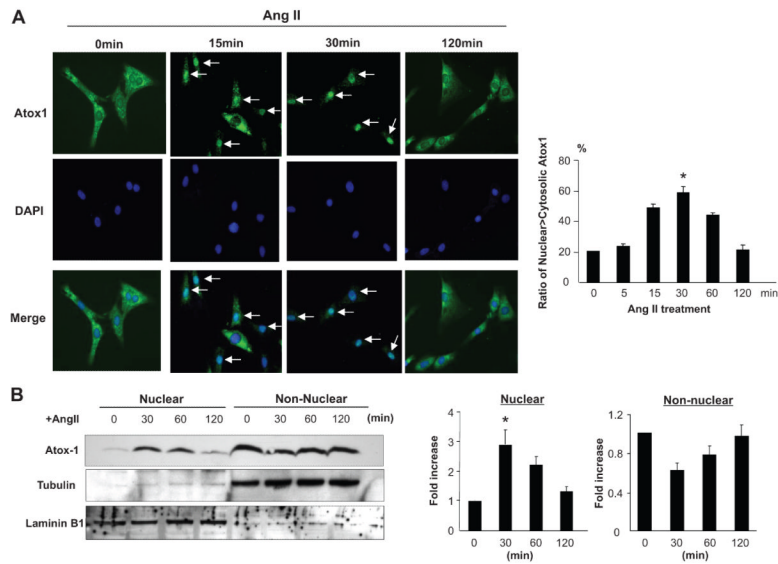 A
Ang II
0min 15min 30min 120min
Atox1
DAPI
Merge
%
80
60
40
20
0
Ratio of Nuclear>Cytosolic Atox1
*
0 5 15 30 60 120 min
Ang II treatment
B
Nuclear Non-Nuclear
+AngII 0 30 60 120 0 30 60 120 (min)
Atox-1
Tubulin
Laminin B1
Nuclear
Fold increase
4
3
2
1
0
*
0 30 60 120
(min)
Non-nuclear
Fold increase
1.2
0.8
0.4
0
0 30 60 120
(min)